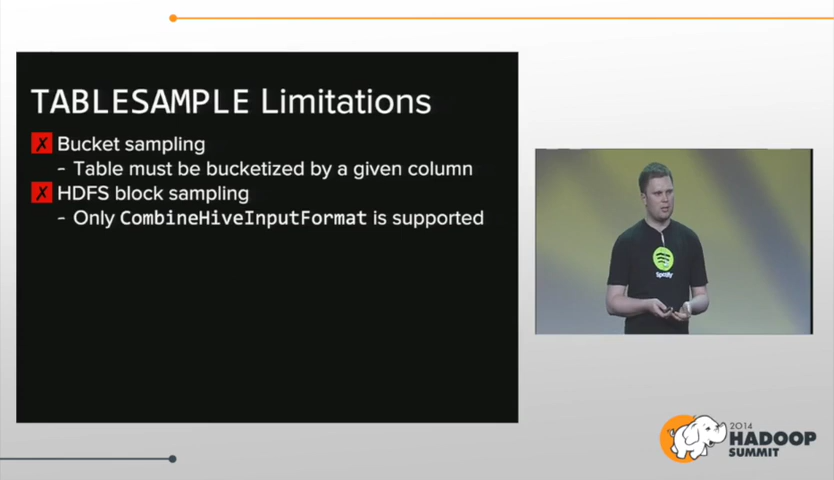 TABLESAMPLE Limitations
✗ Bucket sampling
- Table must be bucketized by a given column
✗ HDFS block sampling
- Only CombineHiveInputFormat is supported
Spotify
2014
HADOOP
SUMMIT